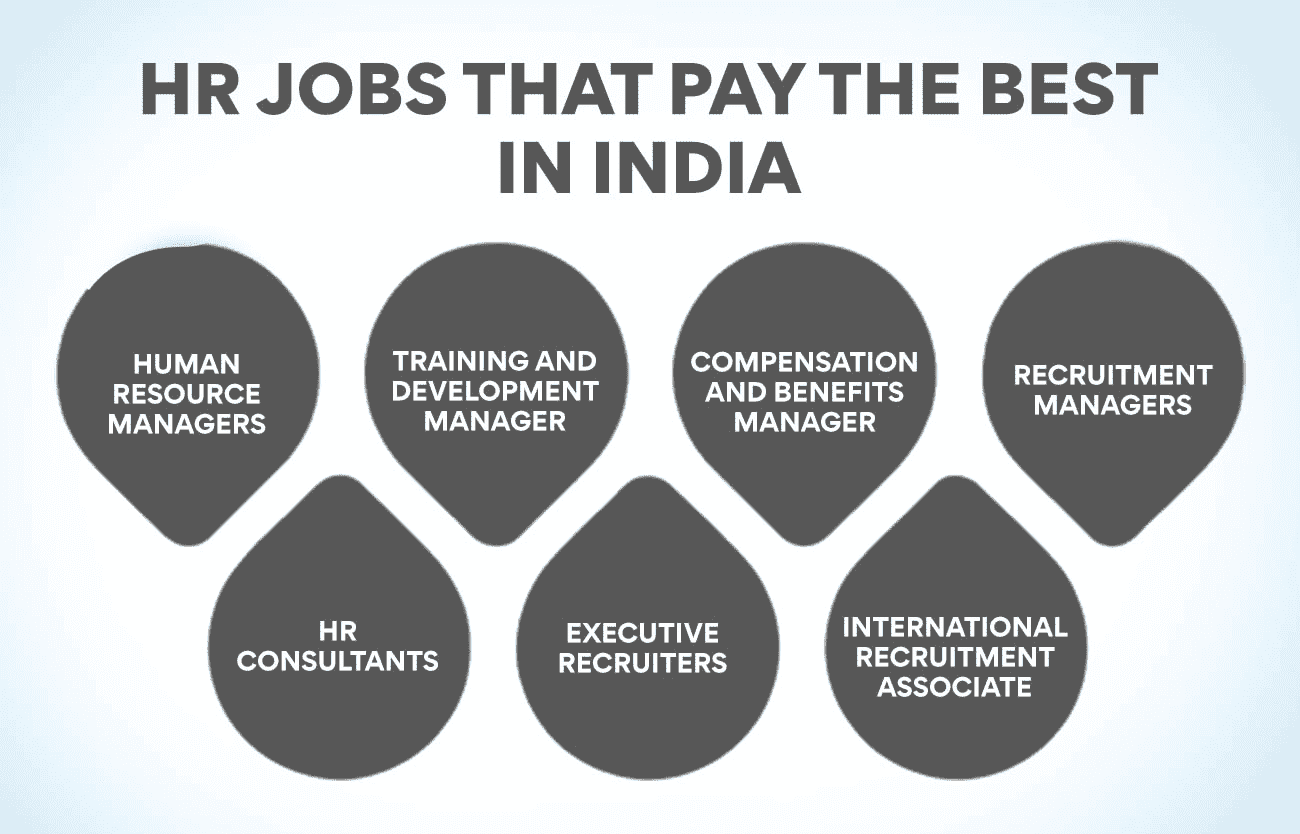 HR JOBS THAT PAY THE BEST
IN INDIA
HUMAN
RESOURCE
MANAGERS
TRAINING AND
DEVELOPMENT
MANAGER
COMPENSATION
AND BENEFITS
MANAGER
RECRUITMENT
MANAGERS
HR
CONSULTANTS
EXECUTIVE
RECRUITERS
INTERNATIONAL
RECRUITMENT
ASSOCIATE